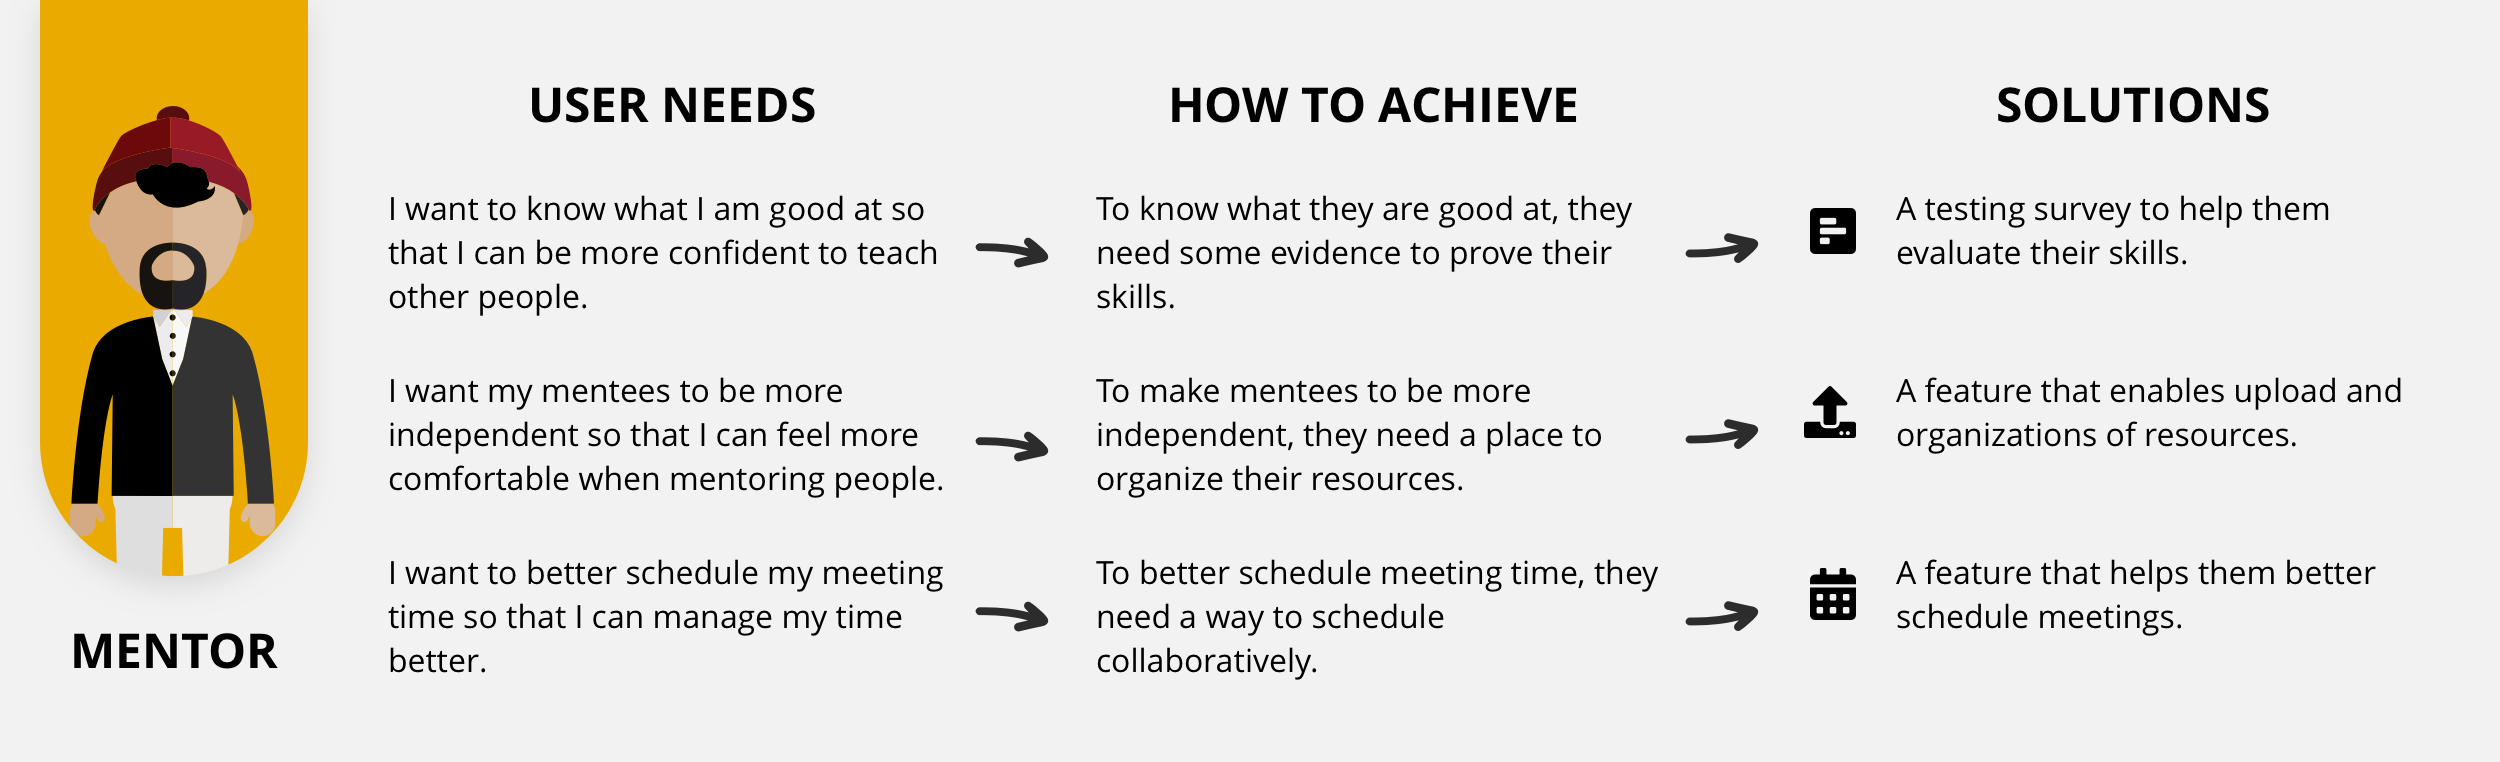 USER NEEDS
HOW TO ACHIEVE
SOLUTIONS
I want to know what I am good at so
that I can be more confident to teach
other people.
To know what they are good at, they
need some evidence to prove their
skills.
A testing survey to help them
evaluate their skills.
I want my mentees to be more
independent so that I can feel more
comfortable when mentoring people.
To make mentees to be more
independent, they need a place to
organize their resources.
A feature that enables upload and
organizations of resources.
I want to better schedule my meeting
time so that I can manage my time
better.
To better schedule meeting time, they
need a way to schedule
collaboratively.
A feature that helps them better
schedule meetings.
MENTOR